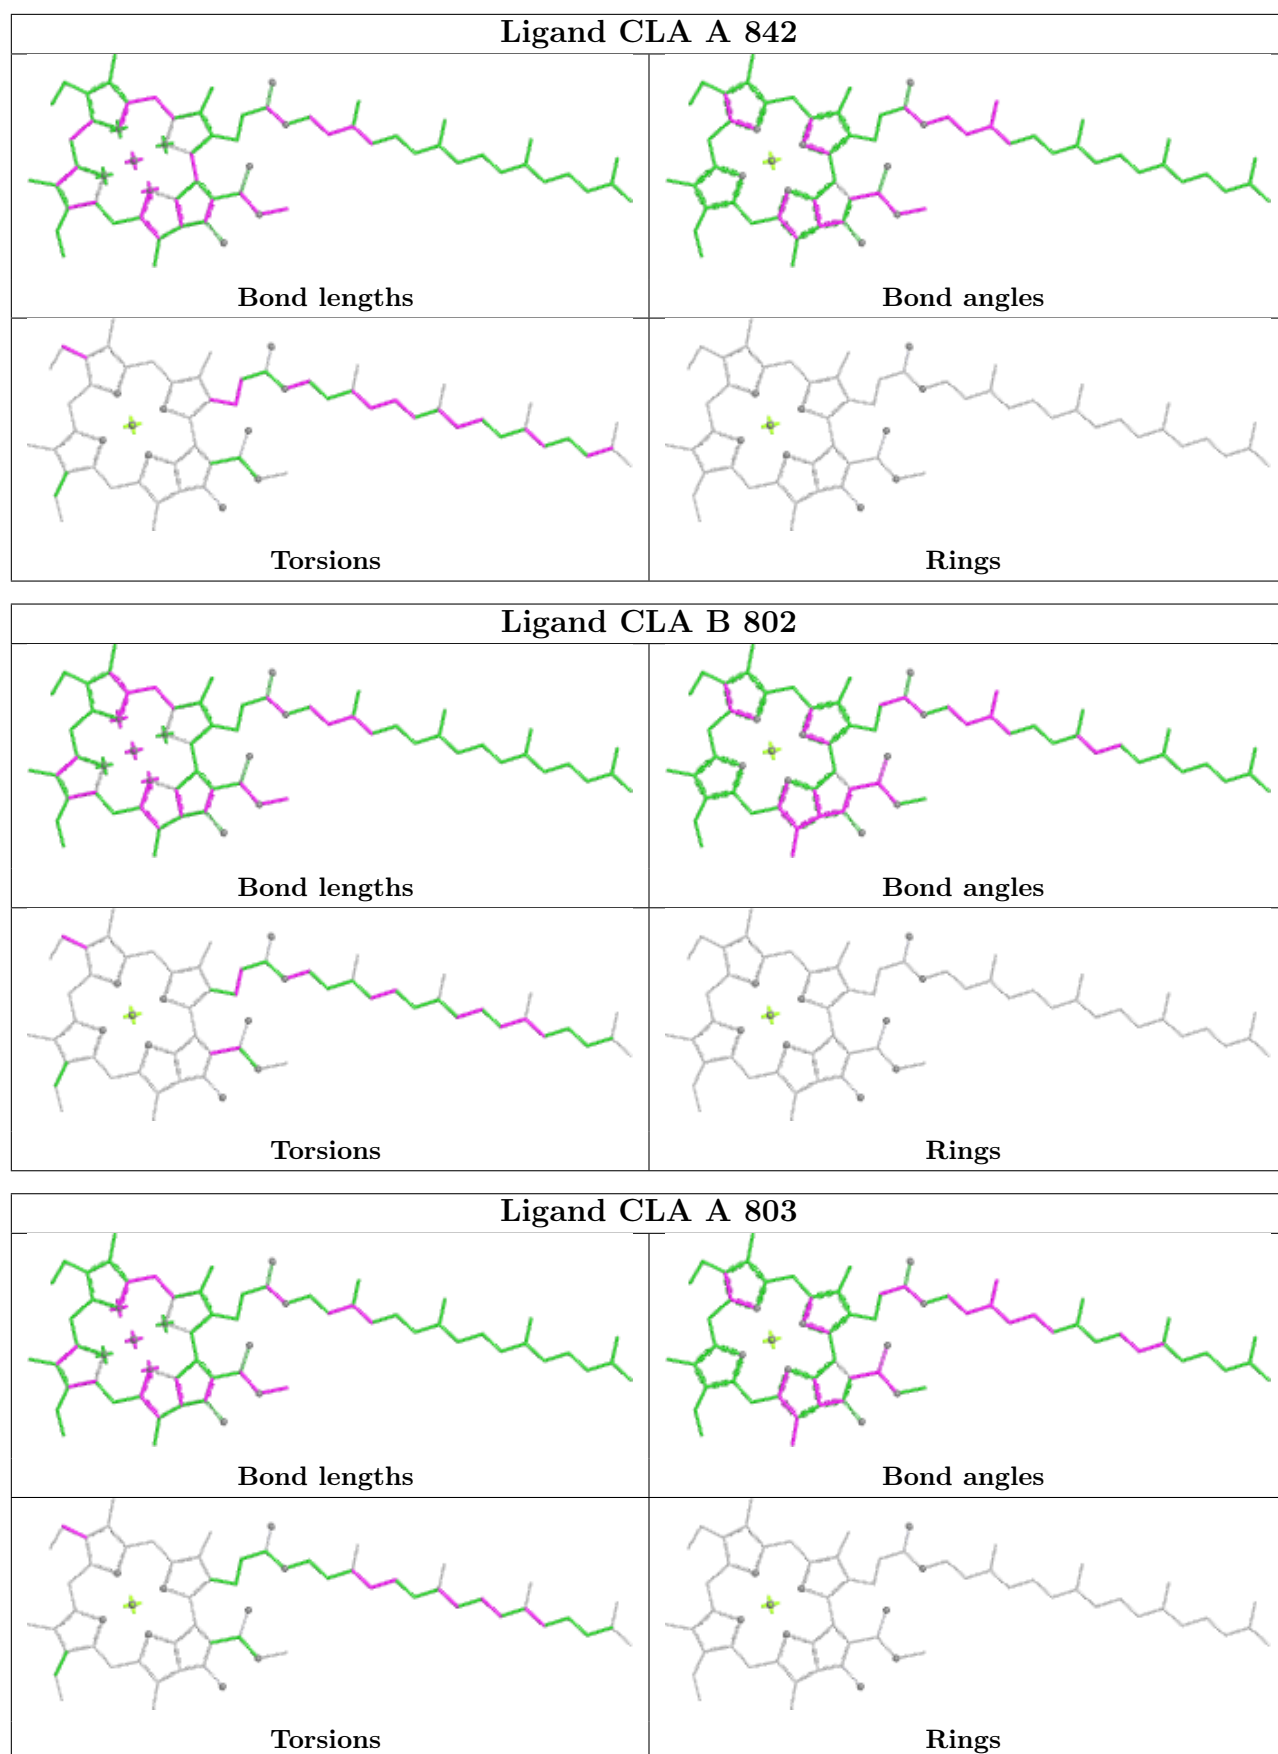 Ligand CLA A 842
Bond lengths
Bond angles
Torsions
Rings
Ligand CLA B 802
Bond lengths
Bond angles
Torsions
Rings
Ligand CLA A 803
Bond lengths
Bond angles
Torsions
Rings